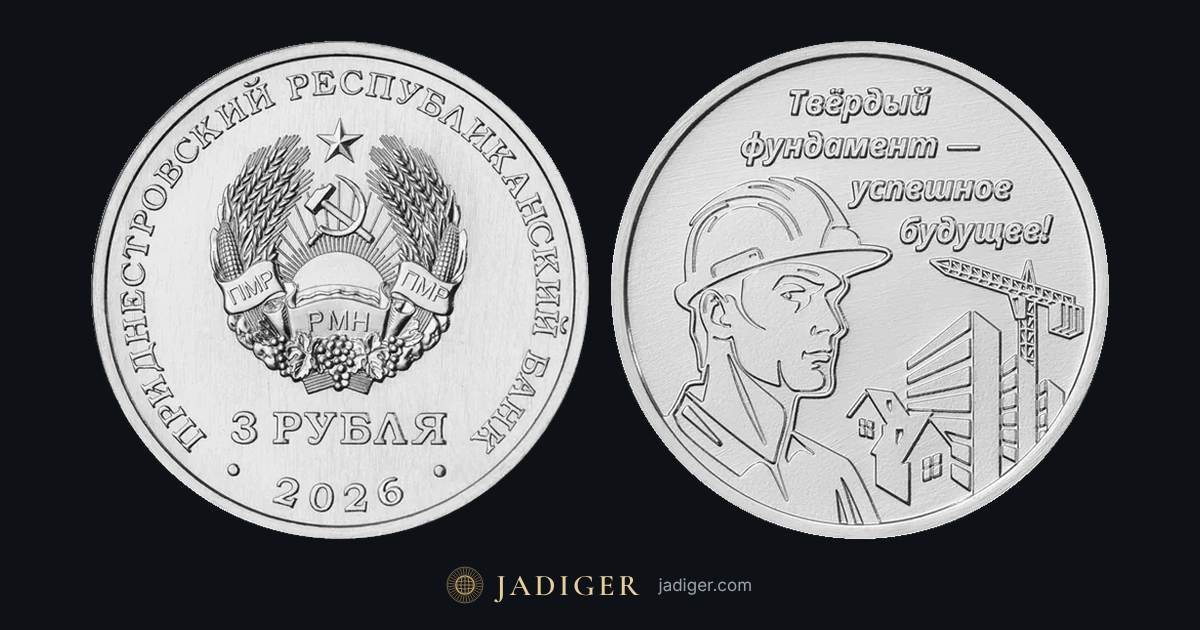 ПРИДНЕСТРОВСКИЙ РЕСПУБЛИКАНСКИЙ БАНК
ПМР
ПМР
РМН
3 РУБЛЯ
• 2026 •
Твёрдый
фундамент —
успешное
будущее!
JADIGER
jadiger.com